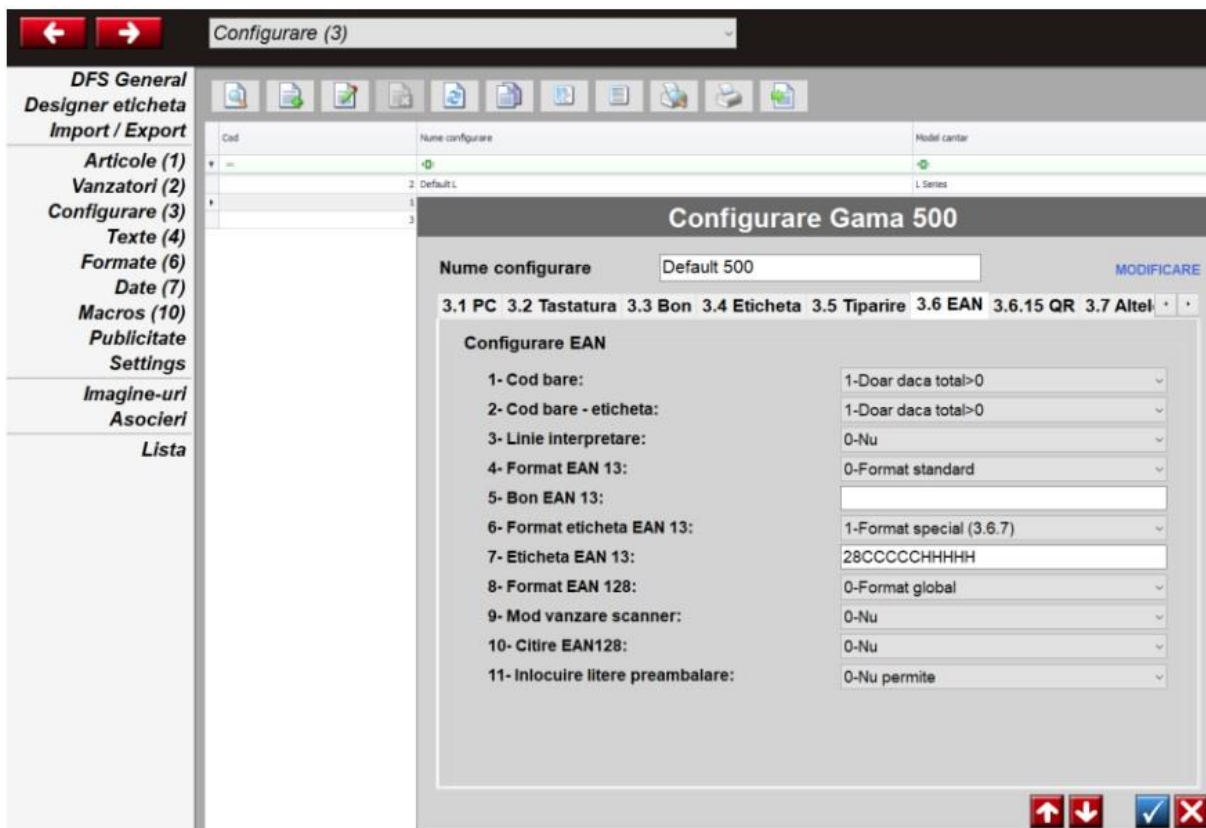 Configurare (3)
DFS General
Designer eticheta
Import / Export
Articole (1)
Vanzatori (2)
Configurare (3)
Texte (4)
Formate (6)
Date (7)
Macros (10)
Publicitate
Settings
Imagine-uri
Asocieri
Lista
Cod Nume configurare Model cantar
2 Default L L Series
1
3
Configurare Gama 500
Nume configurare Default 500 MODIFICARE
3.1 PC 3.2 Tastatura 3.3 Bon 3.4 Eticheta 3.5 Tiparire 3.6 EAN 3.6.15 QR 3.7 Altel
Configurare EAN
1- Cod bare: 1-Doar daca total>0
2- Cod bare - eticheta: 1-Doar daca total>0
3- Linie interpretare: 0-Nu
4- Format EAN 13: 0-Format standard
5- Bon EAN 13:
6- Format eticheta EAN 13: 1-Format special (3.6.7)
7- Eticheta EAN 13: 28CCCCCHHHHH
8- Format EAN 128: 0-Format global
9- Mod vanzare scanner: 0-Nu
10- Citire EAN128: 0-Nu
11- Inlocuire litere preambalare: 0-Nu permite